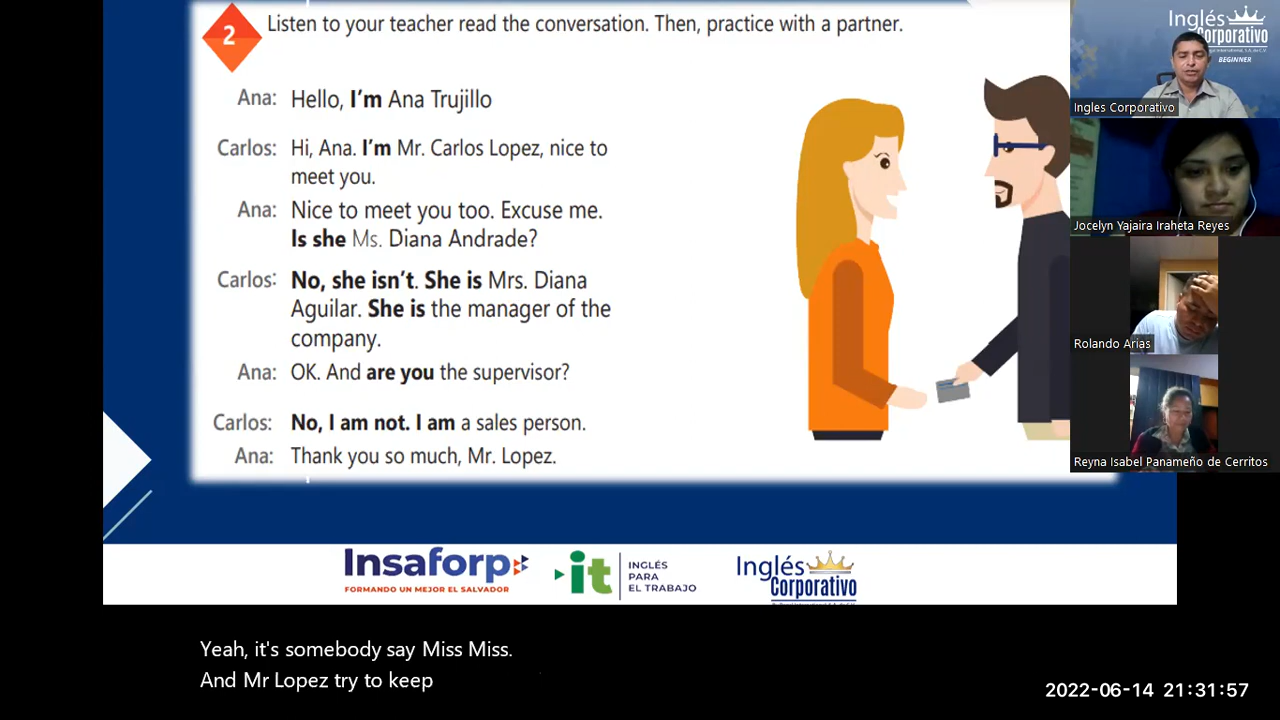 2
Listen to your teacher read the conversation. Then, practice with a partner.
Ana: Hello, I'm Ana Trujillo
Carlos: Hi, Ana. I'm Mr. Carlos Lopez, nice to
meet you.
Ana: Nice to meet you too. Excuse me.
Is she Ms. Diana Andrade?
Carlos: No, she isn't. She is Mrs. Diana
Aguilar. She is the manager of the
company.
Ana: OK. And are you the supervisor?
Carlos: No, I am not. I am a sales person.
Ana: Thank you so much, Mr. Lopez.
Inglés
Corporativo
BEGINNER
Ingles Corporativo
Jocelyn Yajaira Iraheta Reyes
Rolando Arias
Reyna Isabel Panameño de Cerritos
Insaforp
FORMANDO UN MEJOR EL SALVADOR
it
INGLÉS
PARA
EL TRABAJO
Inglés
Corporativo
Yeah, it's somebody say Miss Miss.
And Mr Lopez try to keep
2022-06-14 21:31:57